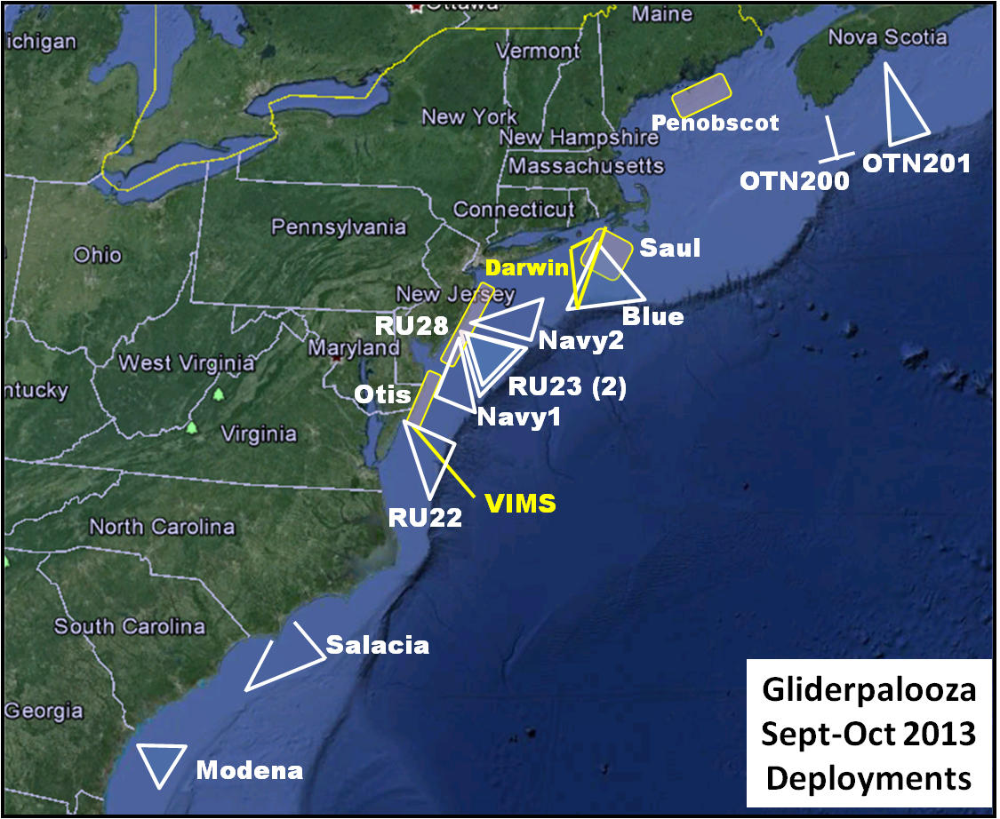 Ottawa
Maine
Nova Scotia
ichigan
Vermont
New York
Penobscot
New Hampshire
Massachusetts
OTN200
OTN201
Connecticut
Pennsylvania
Ohio
Saul
Darwin
New Jersey
Blue
RU28
Navy2
Maryland
West Virginia
RU23 (2)
ntucky
Otis
Navy1
Virginia
VIMS
RU22
North Carolina
South Carolina
Salacia
Georgia
Modena
Gliderpalooza
Sept-Oct 2013
Deployments